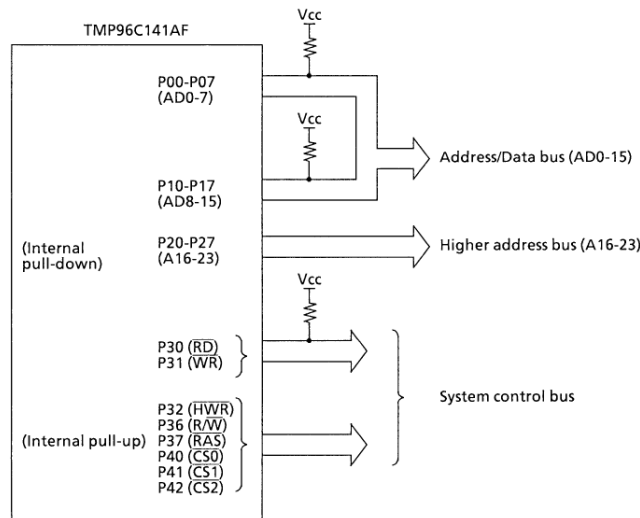 TMP96C141AF
Vcc
P00-P07
(AD0-7)
Vcc
Address/Data bus (AD0-15)
P10-P17
(AD8-15)
(Internal
pull-down)
P20-P27
(A16-23)
Higher address bus (A16-23)
Vcc
P30 (RD)
P31 (WR)
System control bus
P32 (HWR)
P36 (R/W)
(Internal pull-up)
P37 (RAS)
P40 (CS0)
P41 (CS1)
P42 (CS2)